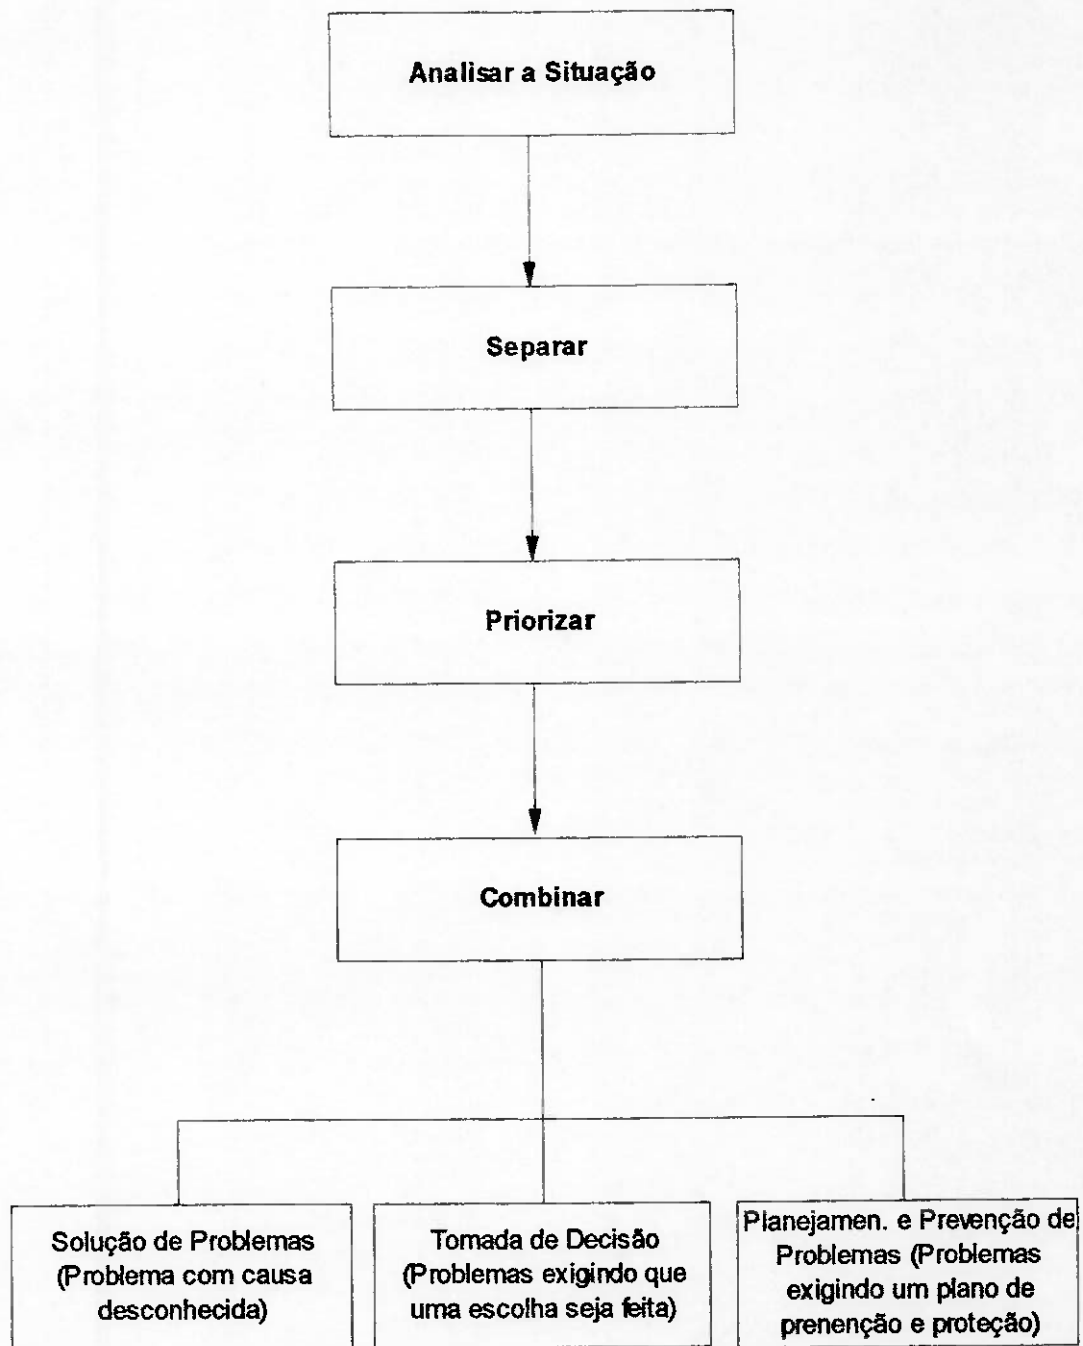 Analisar a Situação
Separar
Priorizar
Combinar
Solução de Problemas
(Problema com causa
desconhecida)
Tomada de Decisão
(Problemas exigindo que
uma escolha seja feita)
Planejamen. e Prevenção de
Problemas (Problemas
exigindo um plano de
prenenção e proteção)